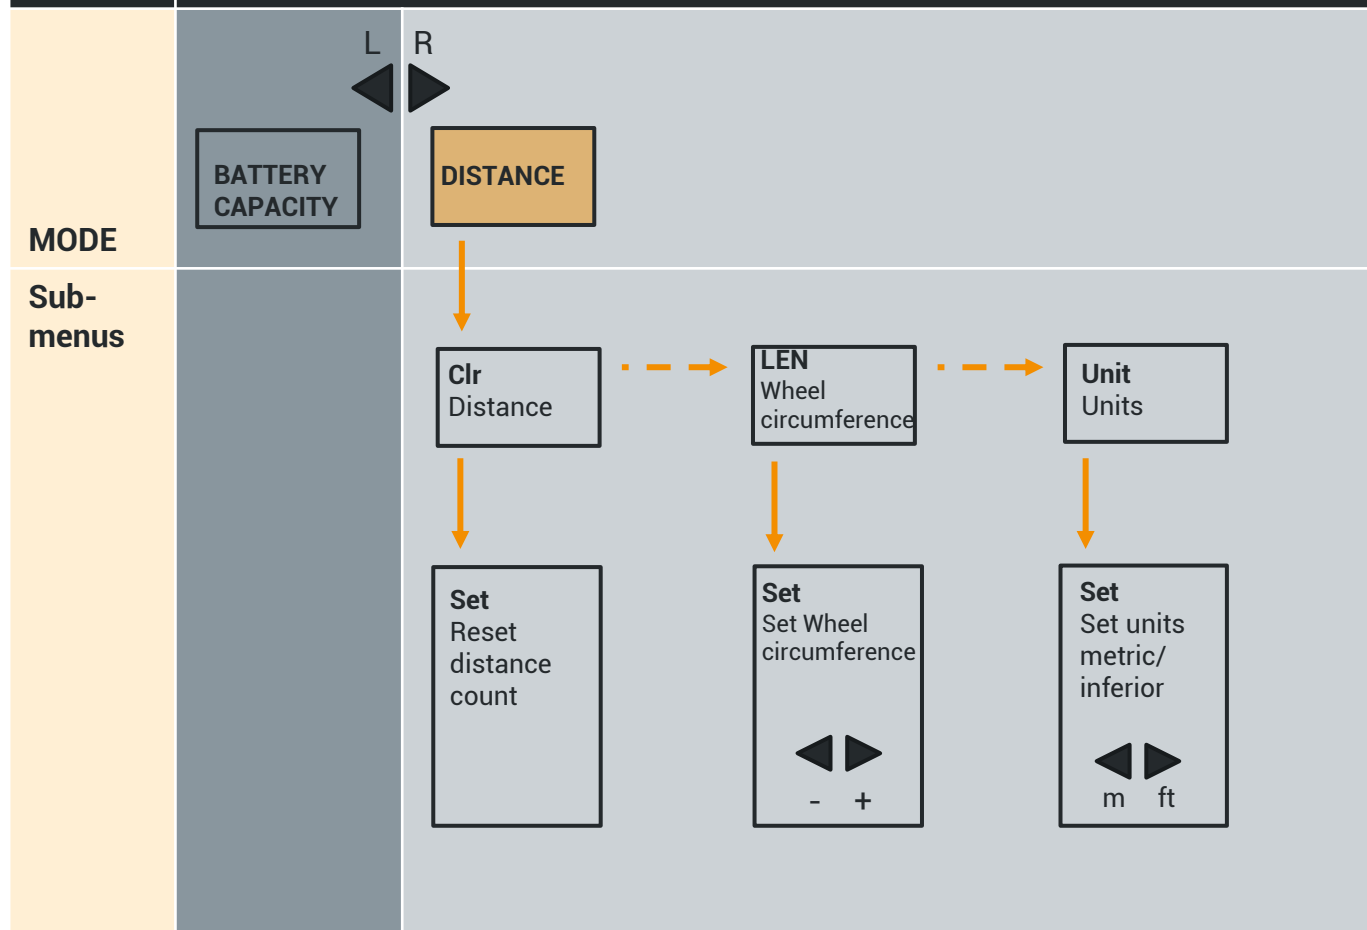 L R
BATTERY
CAPACITY
DISTANCE
MODE
Sub-
menus
Clr
Distance
LEN
Wheel
circumference
Unit
Units
Set
Reset
distance
count
Set
Set Wheel
circumference
- +
Set
Set units
metric/
inferior
m ft